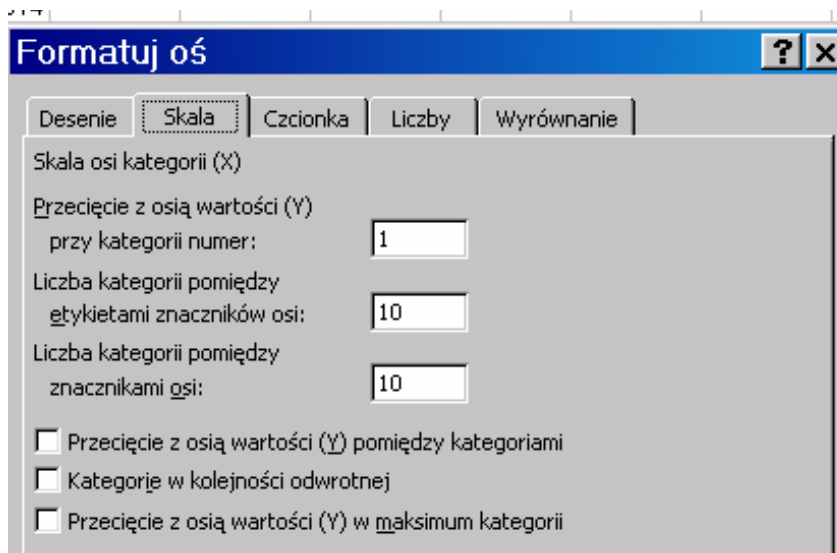 Formatuj oś
Desenie Skala Czcionka Liczby Wyrównanie
Skala osi kategorii (X)
Przecięcie z osią wartości (Y)
przy kategorii numer: 1
Liczba kategorii pomiędzy
etykietami znaczników osi: 10
Liczba kategorii pomiędzy
znacznikami osi: 10
Przecięcie z osią wartości (Y) pomiędzy kategoriami
Kategorie w kolejności odwrotnej
Przecięcie z osią wartości (Y) w maksimum kategorii